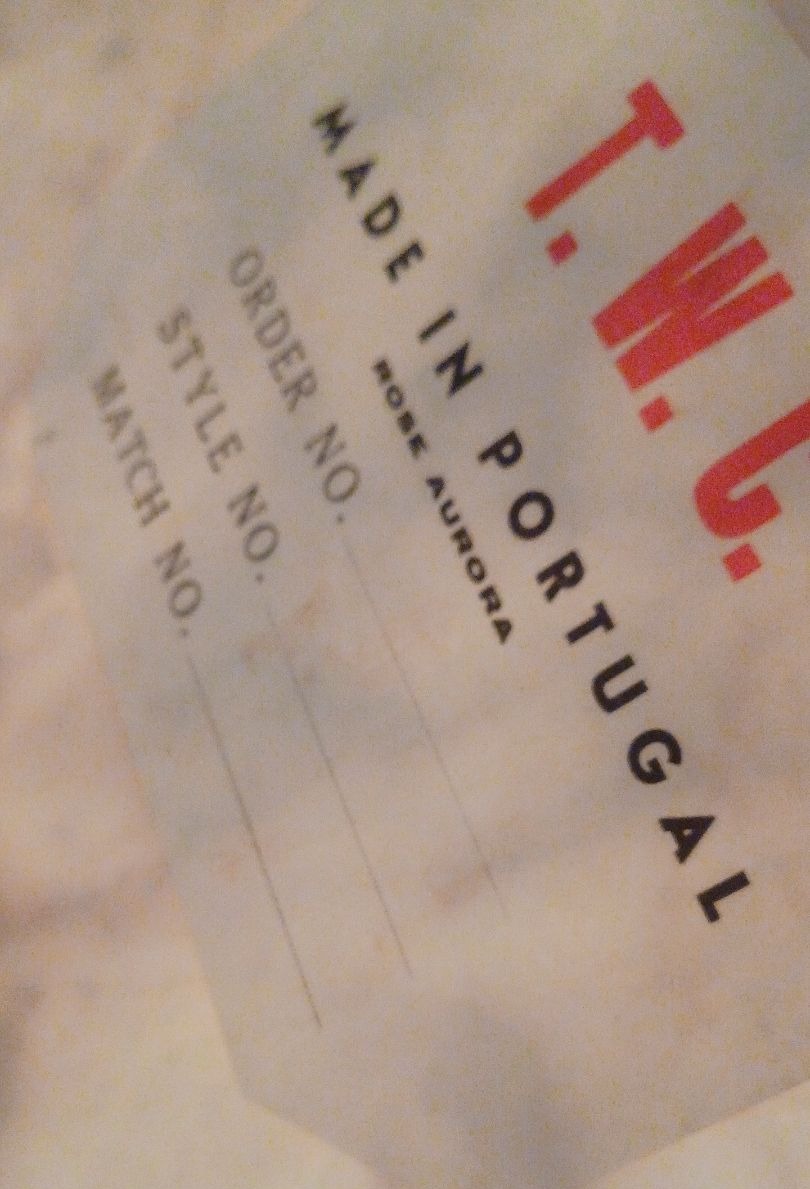 T. W. J.
MADE IN PORTUGAL
ROSE AURORA
ORDER NO.
STYLE NO.
MATCH NO.